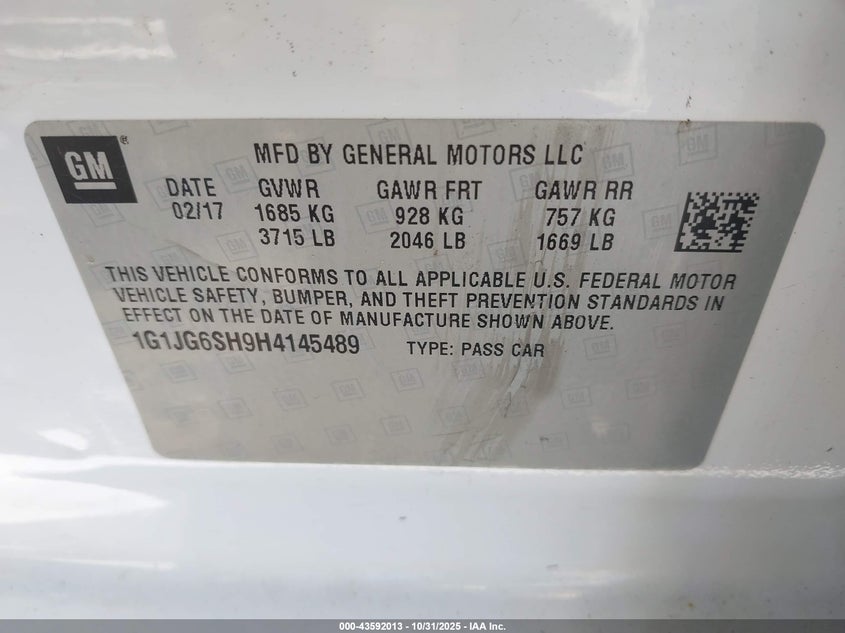 GM®
MFD BY GENERAL MOTORS LLC
DATE GVWR GAWR FRT GAWR RR
02/17 1685 KG 928 KG 757 KG
3715 LB 2046 LB 1669 LB
THIS VEHICLE CONFORMS TO ALL APPLICABLE U.S. FEDERAL MOTOR
VEHICLE SAFETY, BUMPER, AND THEFT PREVENTION STANDARDS IN
EFFECT ON THE DATE OF MANUFACTURE SHOWN ABOVE.
1G1JG6SH9H4145489 TYPE: PASS CAR
000-43592013 - 10/31/2025 - IAA Inc.